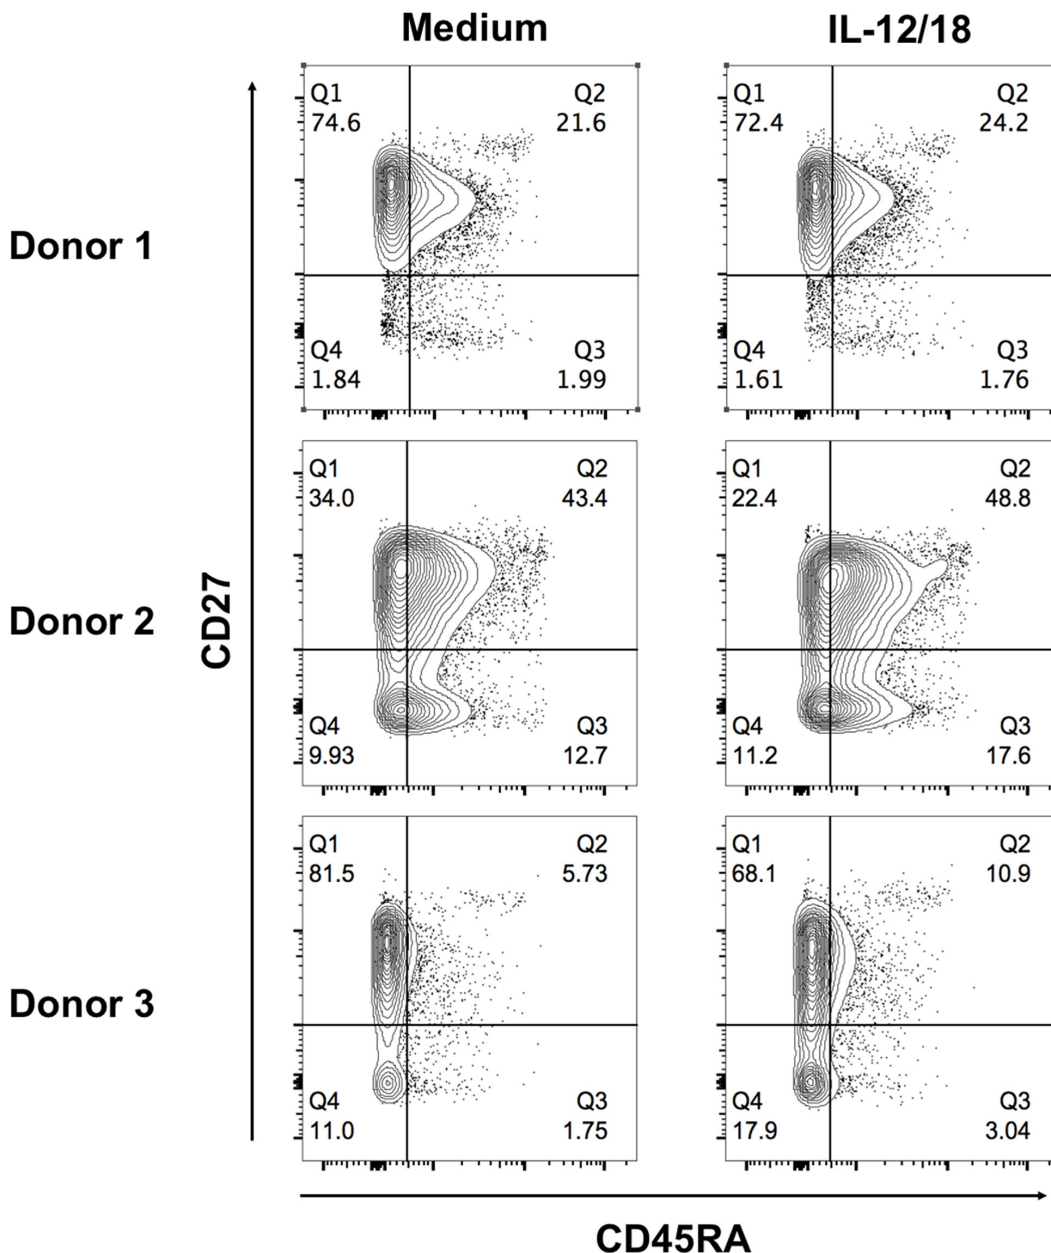 Medium IL-12/18
Q1 Q2 Q1 Q2
74.6 21.6 72.4 24.2
Donor 1
Q4 Q3 Q4 Q3
1.84 1.99 1.61 1.76
Q1 Q2 Q1 Q2
34.0 43.4 22.4 48.8
Donor 2
CD27
Q4 Q3 Q4 Q3
9.93 12.7 11.2 17.6
Q1 Q2 Q1 Q2
81.5 5.73 68.1 10.9
Donor 3
Q4 Q3 Q4 Q3
11.0 1.75 17.9 3.04
CD45RA